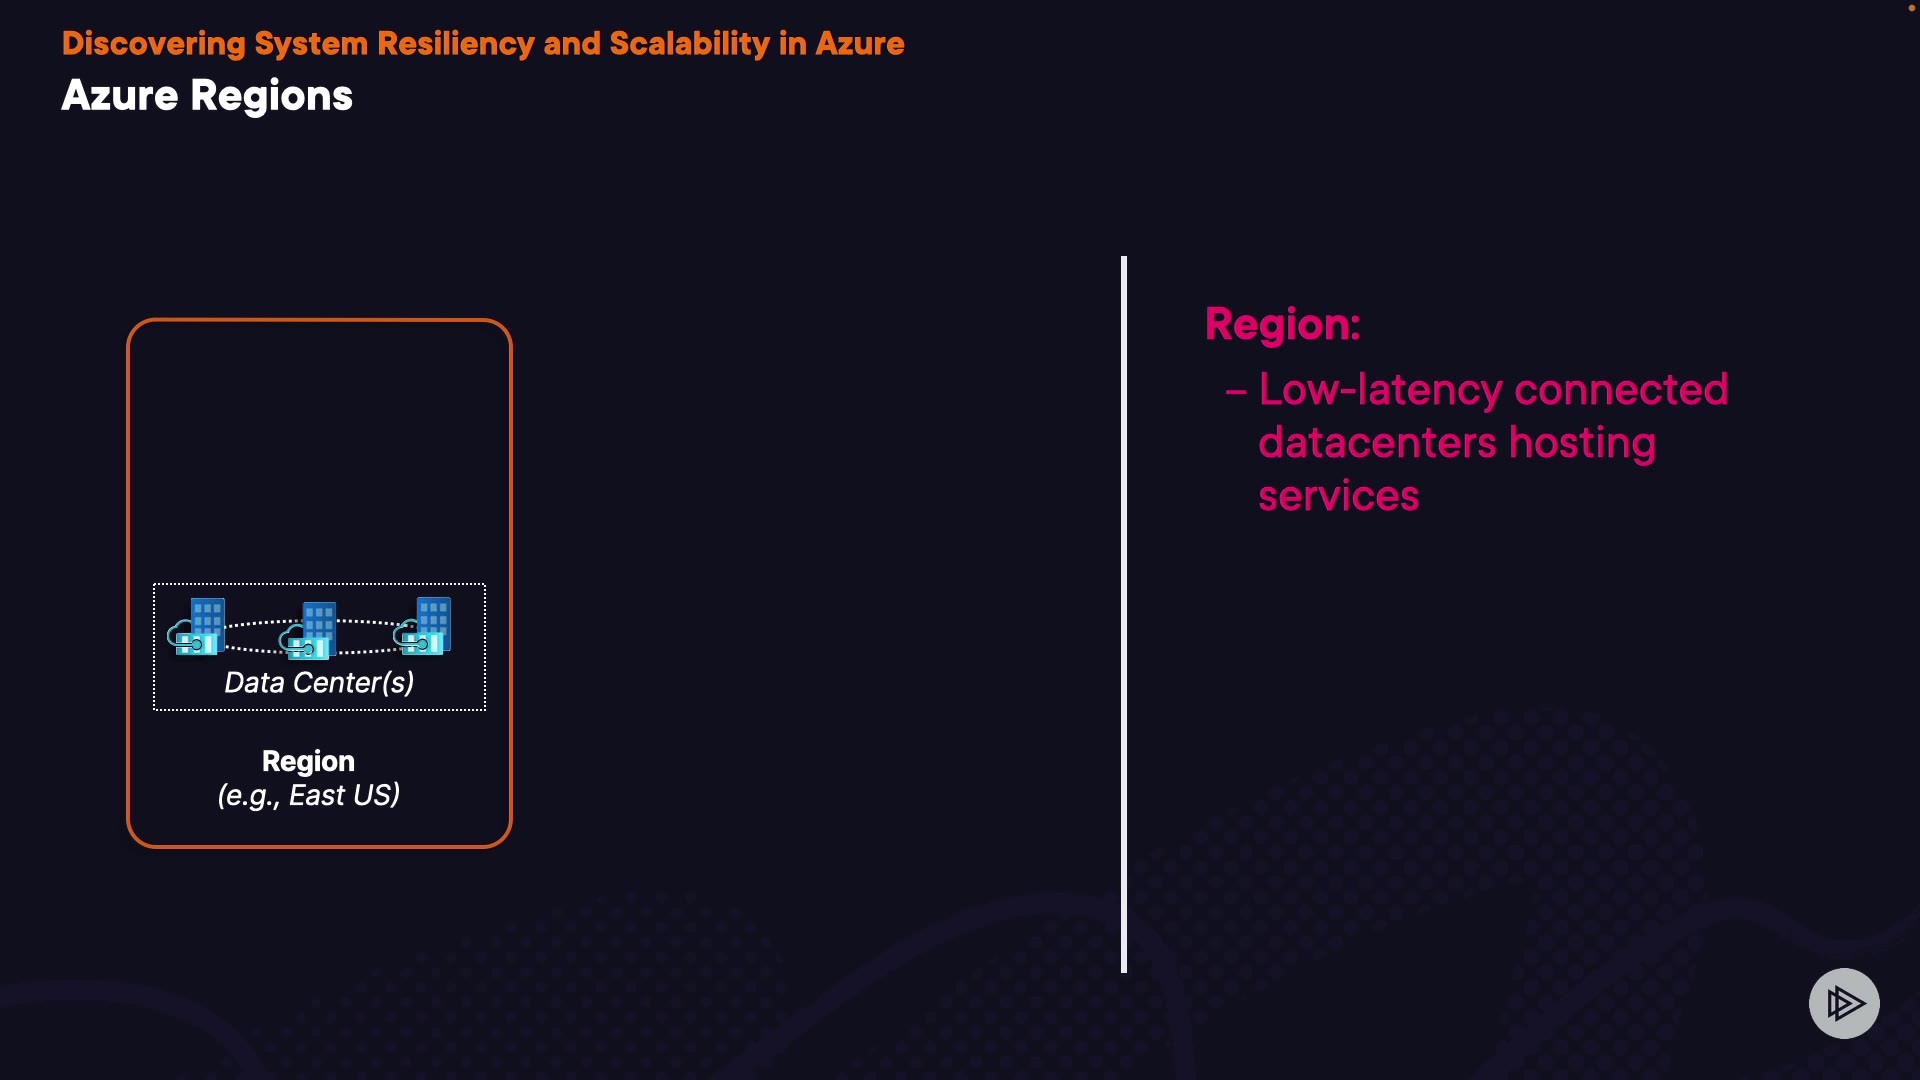 Discovering System Resiliency and Scalability in Azure
Azure Regions
Data Center(s)
Region
(e.g., East US)
Region:
– Low-latency connected
datacenters hosting
services